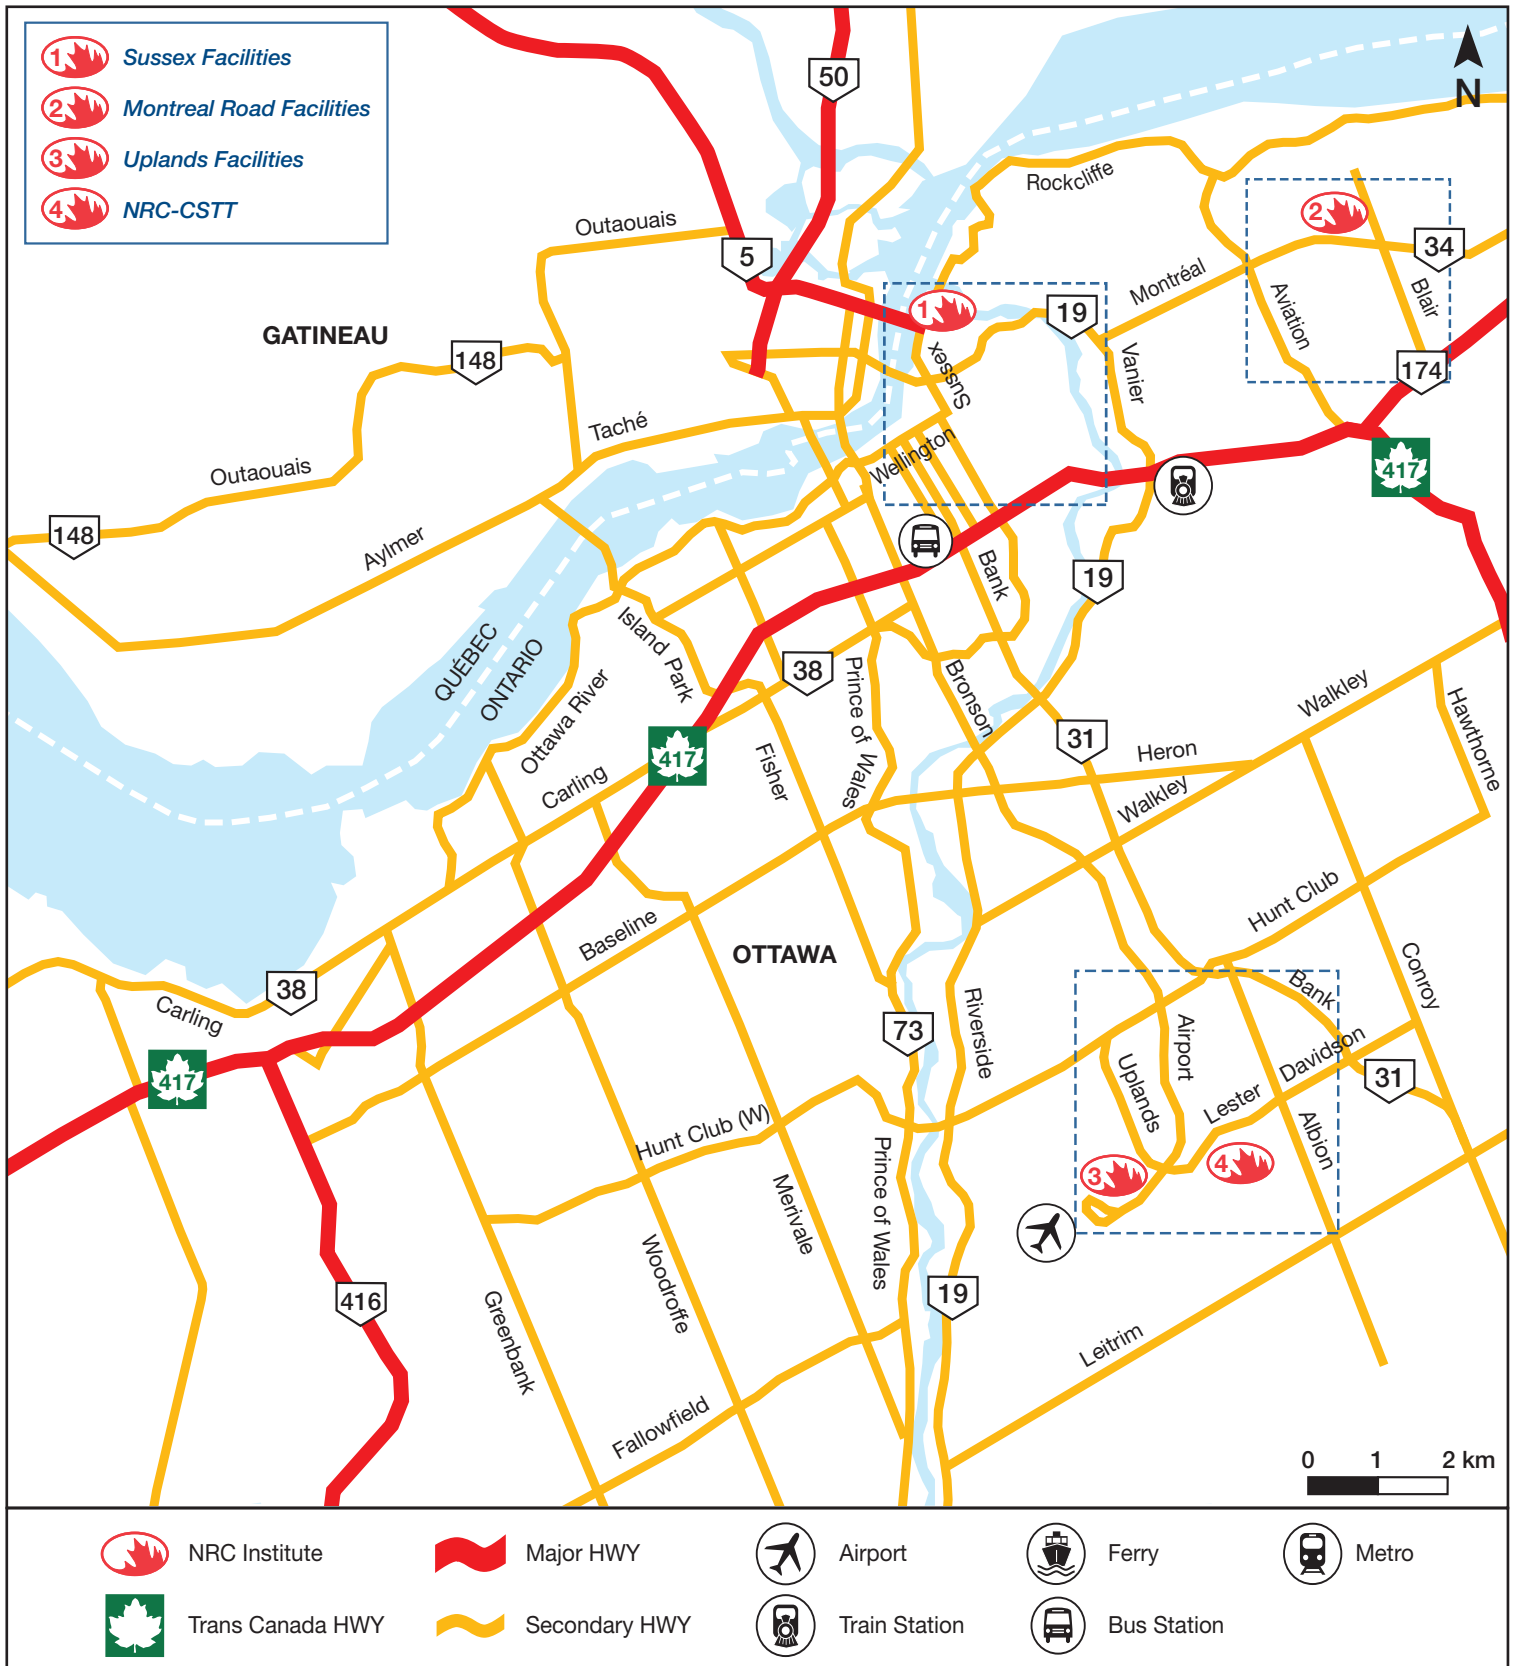 1 Sussex Facilities
2 Montreal Road Facilities
3 Uplands Facilities
4 NRC-CSTT
50
N
Rockcliffe
2
Outaouais
34
5
Montréal
Blair
1
19
Aviation
GATINEAU
148
Sussex
Vanier
174
Taché
Wellington
417
Outaouais
148
Aylmer
Bank
19
Island Park
QUÉBEC
ONTARIO
38
Prince of Wales
Bronson
Ottawa River
Walkley
Hawthorne
31
417
Heron
Fisher
Carling
Walkley
Hunt Club
Baseline
OTTAWA
Conroy
38
Bank
Carling
Riverside
73
Airport
Davidson
417
Uplands
31
Lester
Hunt Club (W)
Albion
3
4
Prince of Wales
Merivale
Woodroffe
416
19
Greenbank
Leitrim
Fallowfield
0 1 2 km
NRC Institute
Major HWY
Airport
Ferry
Metro
Trans Canada HWY
Secondary HWY
Train Station
Bus Station